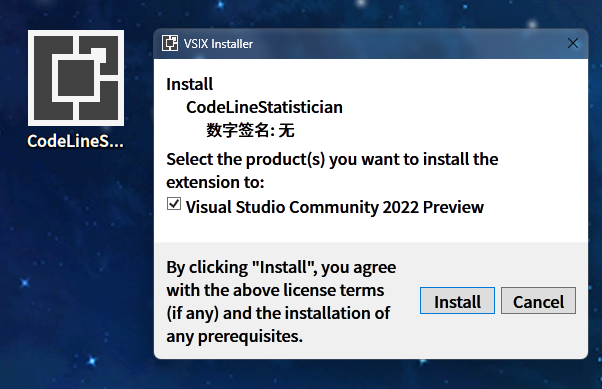 VSIX Installer
Install
CodeLineStatistician
数字签名: 无
CodeLineS...
Select the product(s) you want to install the
extension to:
Visual Studio Community 2022 Preview
By clicking "Install", you agree
with the above license terms
(if any) and the installation of
any prerequisites.
Install
Cancel